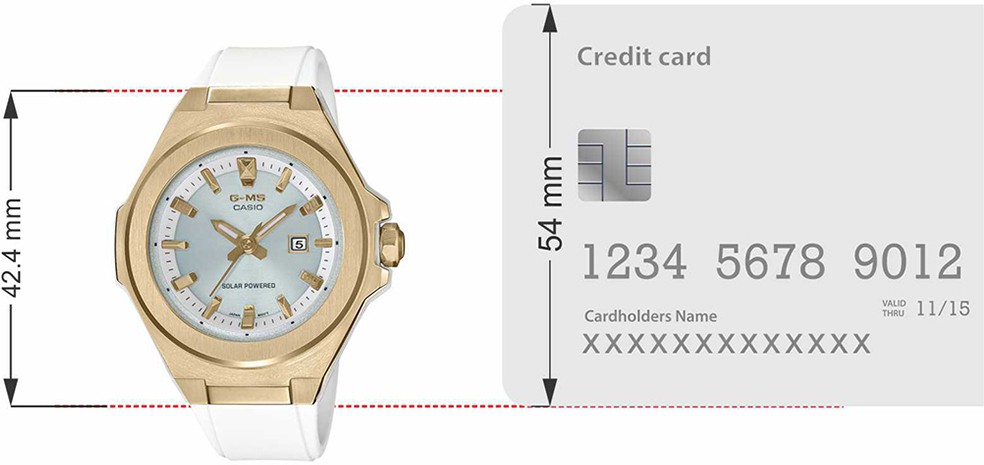 42.4 mm
G-MS
CASIO
5
SOLAR POWERED
54 mm
Credit card
1234 5678 9012
VALID
THRU 11/15
Cardholders Name
XXXXXXXXXXXXX